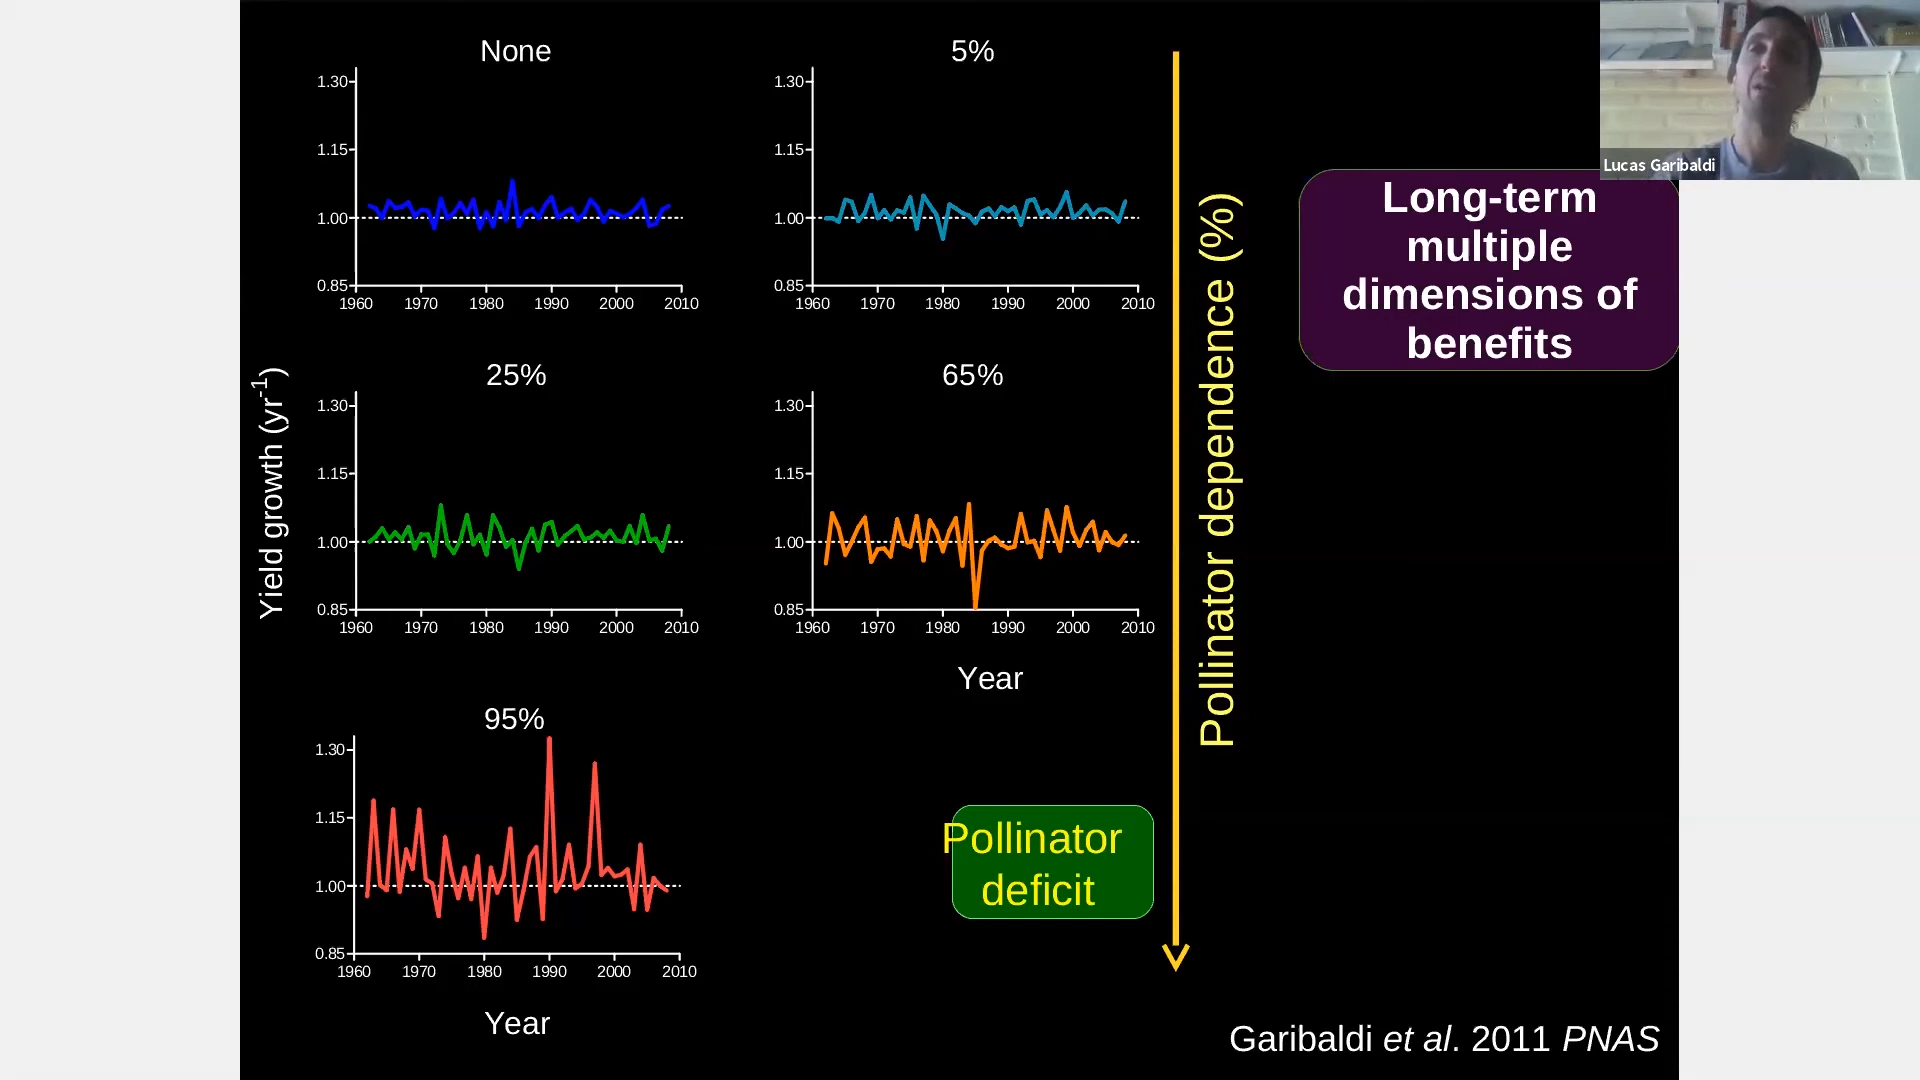 None
1.30
1.15
1.00
0.85
1960 1970 1980 1990 2000 2010
5%
1.30
1.15
1.00
0.85
1960 1970 1980 1990 2000 2010
25%
1.30
1.15
1.00
0.85
1960 1970 1980 1990 2000 2010
65%
1.30
1.15
1.00
0.85
1960 1970 1980 1990 2000 2010
Year
95%
1.30
1.15
1.00
0.85
1960 1970 1980 1990 2000 2010
Year
Yield growth (yr-1)
Pollinator
deficit
Pollinator dependence (%)
Lucas Garibaldi
Long-term
multiple
dimensions of
benefits
Garibaldi et al. 2011 PNAS